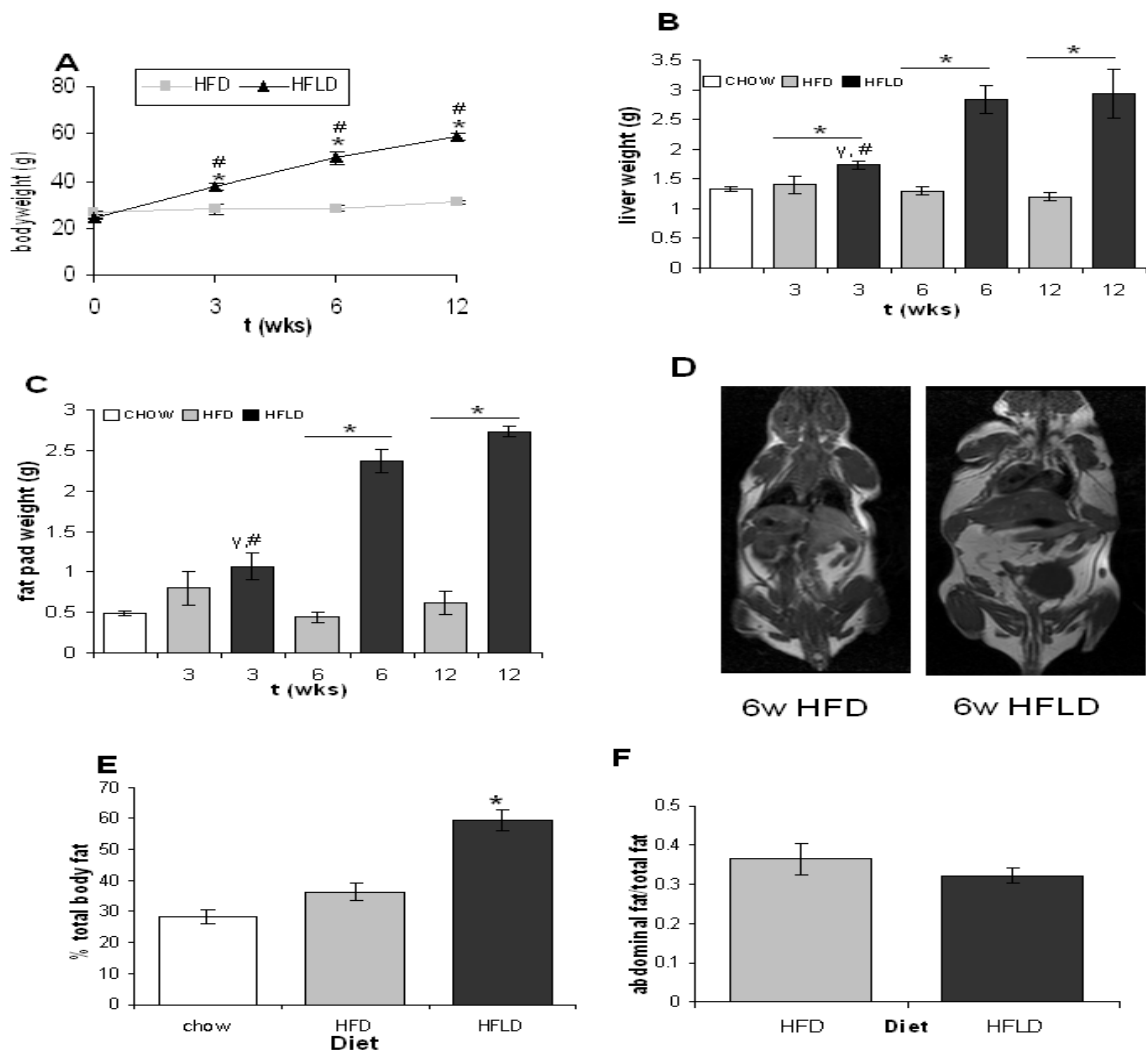 A
HFD HFLD
80
60
40
20
0
bodyweight (g)
# * # * # *
0 3 6 12
t (wks)
B
CHOW HFD HFLD
3.5
3
2.5
2
1.5
1
0.5
0
liver weight (g)
* * *
γ, #
3 3 6 6 12 12
t (wks)
C
CHOW HFD HFLD
3
2.5
2
1.5
1
0.5
0
fat pad weight (g)
* *
γ,#
3 3 6 6 12 12
t (wks)
D
6w HFD 6w HFLD
E
70
60
50
40
30
20
10
0
% total body fat
*
chow HFD HFLD
Diet
F
0.5
0.4
0.3
0.2
0.1
0
abdominal fat/total fat
HFD Diet HFLD